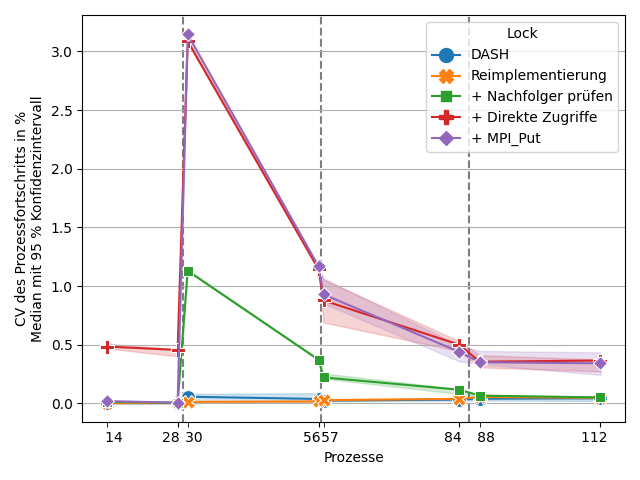 CV des Prozessfortschritts in %
Median mit 95 % Konfidenzintervall
3.0
2.5
2.0
1.5
1.0
0.5
0.0
Lock
DASH
Reimplementierung
+ Nachfolger prüfen
+ Direkte Zugriffe
+ MPI_Put
14 28 30 56 57 84 88 112
Prozesse